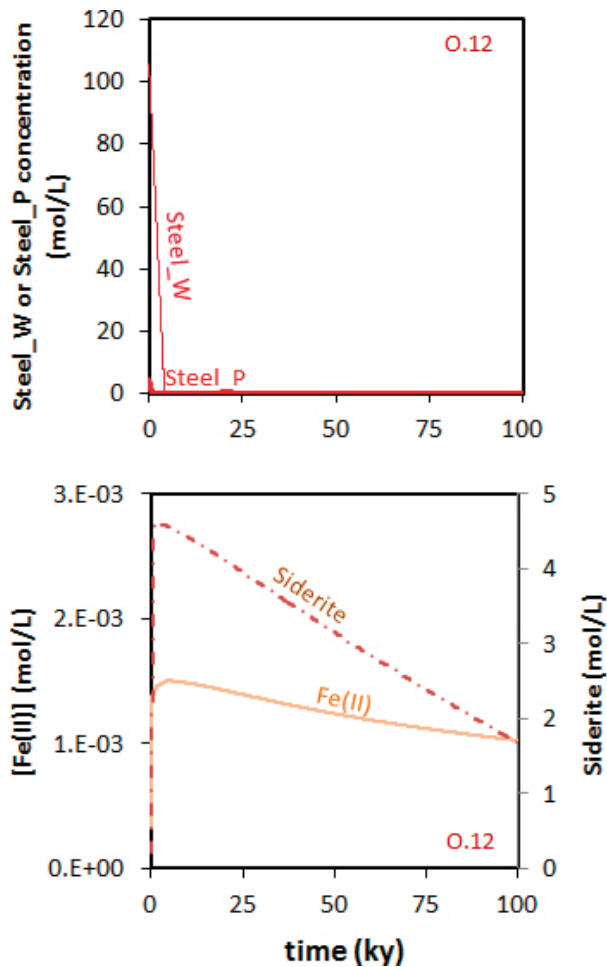 Steel_W or Steel_P concentration
(mol/L)
120
100
80
60
40
20
0
O.12
Steel_W
Steel_P
0 25 50 75 100
[Fe(II)] (mol/L)
3.E-03
2.E-03
1.E-03
0.E+00
Siderite
Fe(II)
O.12
5
4
3
2
1
0
Siderite (mol/L)
0 25 50 75 100
time (ky)